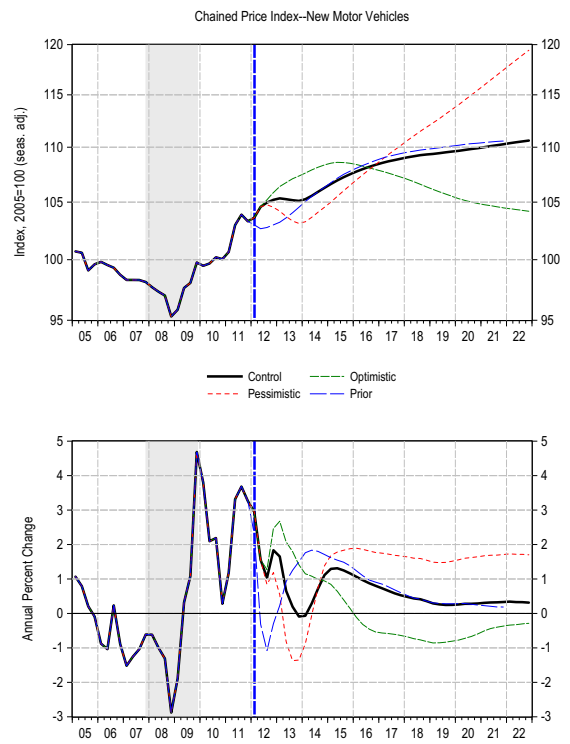 Chained Price Index--New Motor Vehicles
120 120
115 115
110 110
105 105
100 100
95 95
Index, 2005=100 (seas. adj.)
05 06 07 08 09 10 11 12 13 14 15 16 17 18 19 20 21 22
Control Optimistic
Pessimistic Prior
5 5
4 4
3 3
2 2
1 1
0 0
-1 -1
-2 -2
-3 -3
Annual Percent Change
05 06 07 08 09 10 11 12 13 14 15 16 17 18 19 20 21 22